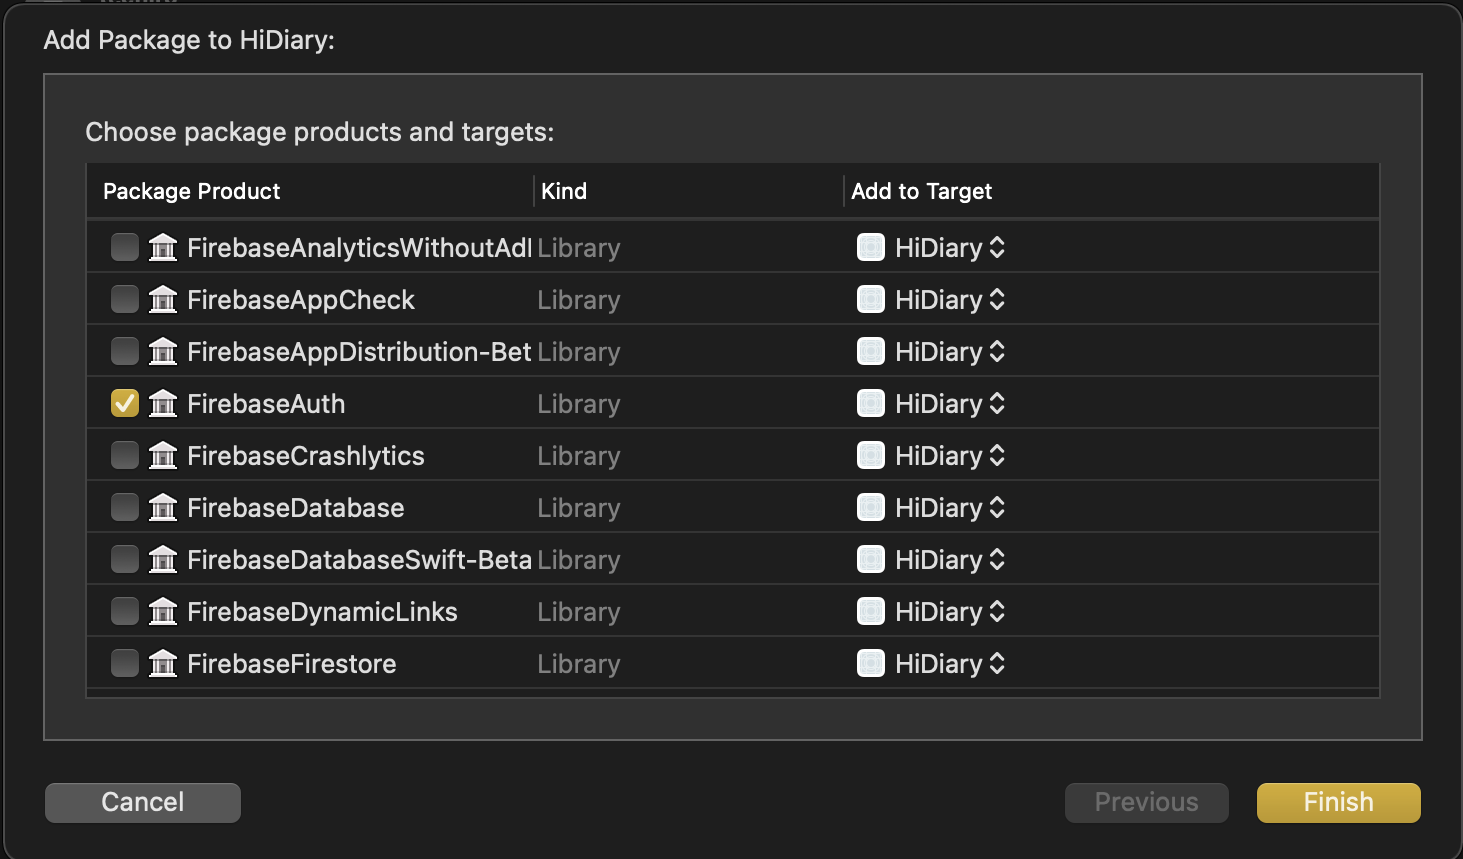 Add Package to HiDiary:
Choose package products and targets:
Package Product Kind Add to Target
FirebaseAnalyticsWithoutAdI Library HiDiary
FirebaseAppCheck Library HiDiary
FirebaseAppDistribution-Bet Library HiDiary
FirebaseAuth Library HiDiary
FirebaseCrashlytics Library HiDiary
FirebaseDatabase Library HiDiary
FirebaseDatabaseSwift-Beta Library HiDiary
FirebaseDynamicLinks Library HiDiary
FirebaseFirestore Library HiDiary
Cancel Previous Finish